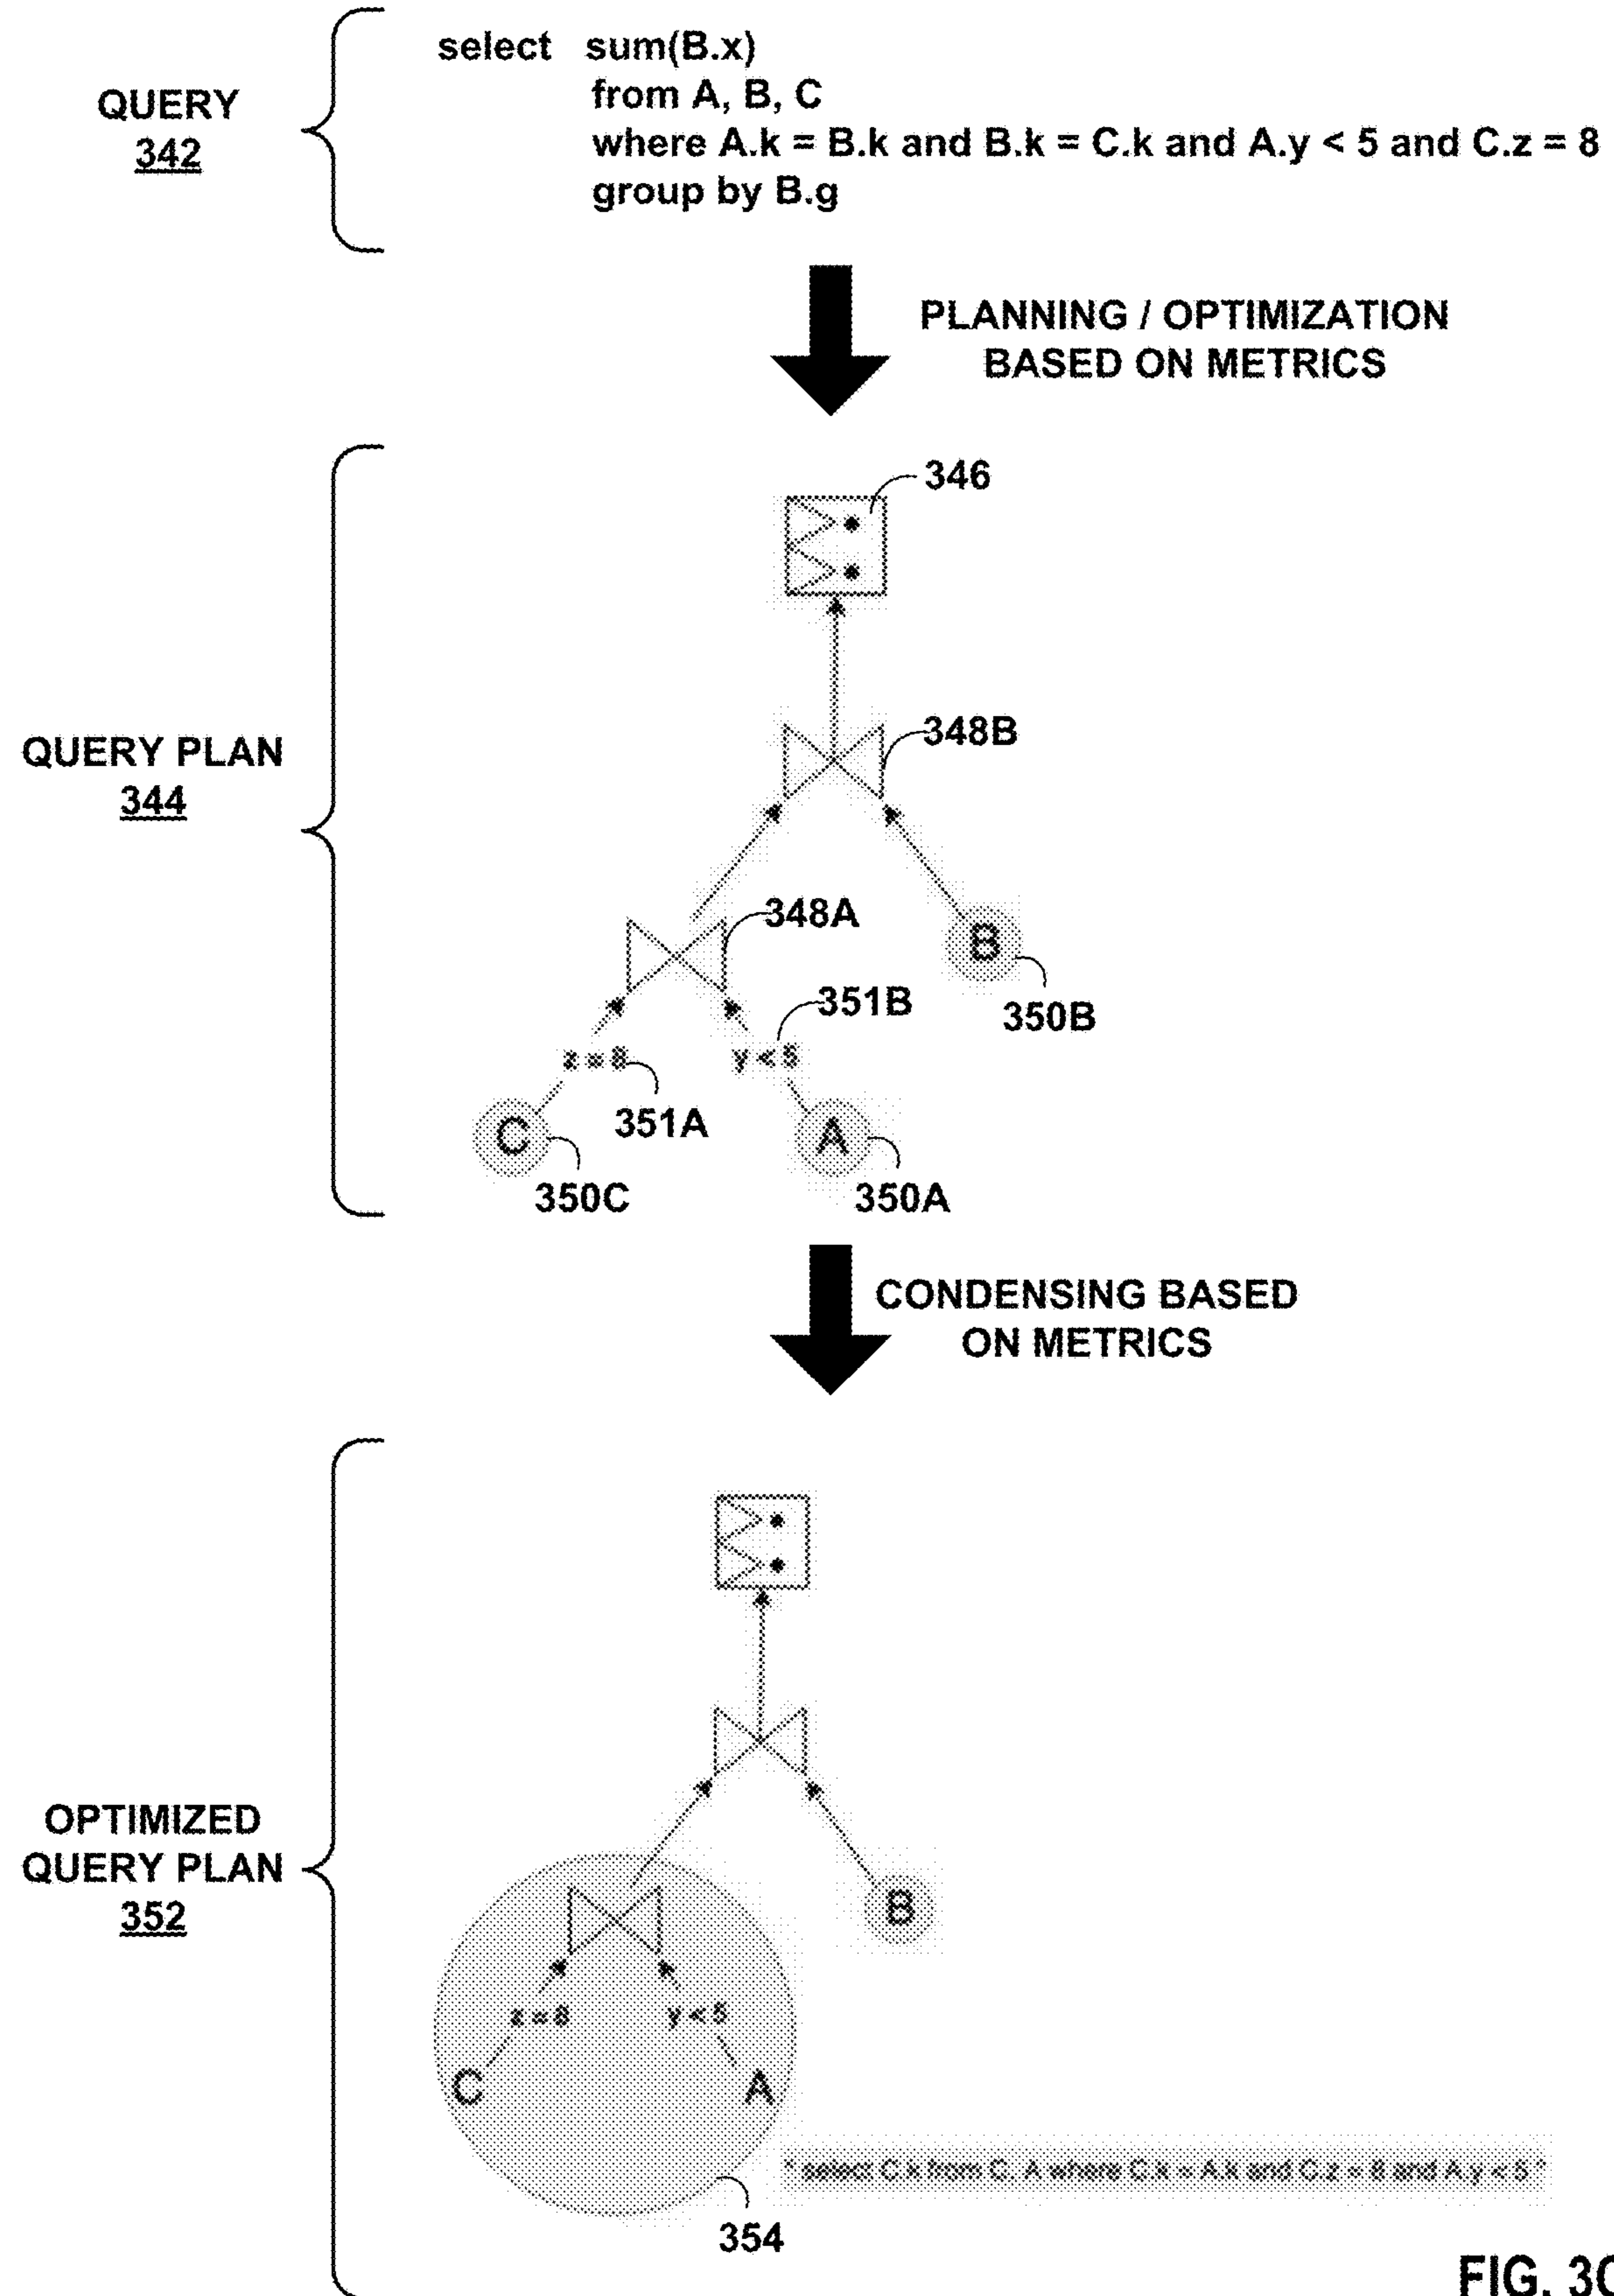 select sum(B.x)
from A, B, C
where A.k = B.k and B.k = C.k and A.y < 5 and C.z = 8
group by B.g
QUERY
342
PLANNING / OPTIMIZATION
BASED ON METRICS
346
348B
QUERY PLAN
344
348A
B
351B
350B
z = 8
y < 5
351A
C
A
350C
350A
CONDENSING BASED
ON METRICS
OPTIMIZED
QUERY PLAN
352
B
z = 8
y < 5
C
A
" select C.k from C, A where C.k = A.k and C.z = 8 and A.y < 5 "
354
FIG. 3C